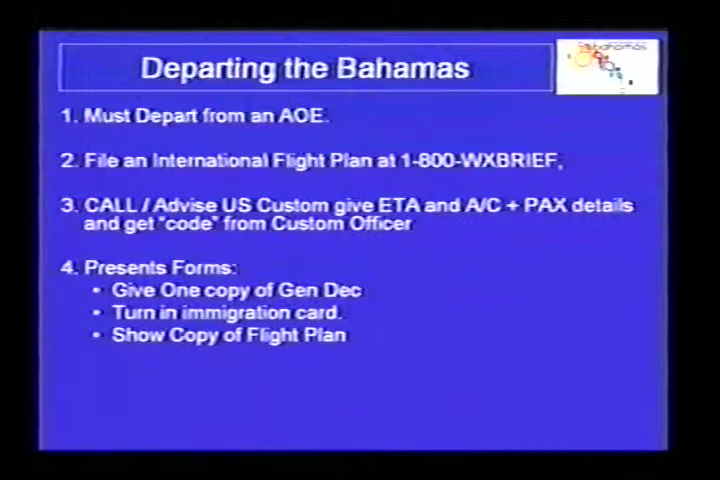 Departing the Bahamas
bahamas
1. Must Depart from an AOE.
2. File an International Flight Plan at 1-800-WXBRIEF,
3. CALL / Advise US Custom give ETA and A/C + PAX details
and get "code" from Custom Officer
4. Presents Forms:
• Give One copy of Gen Dec
• Turn in immigration card.
• Show Copy of Flight Plan